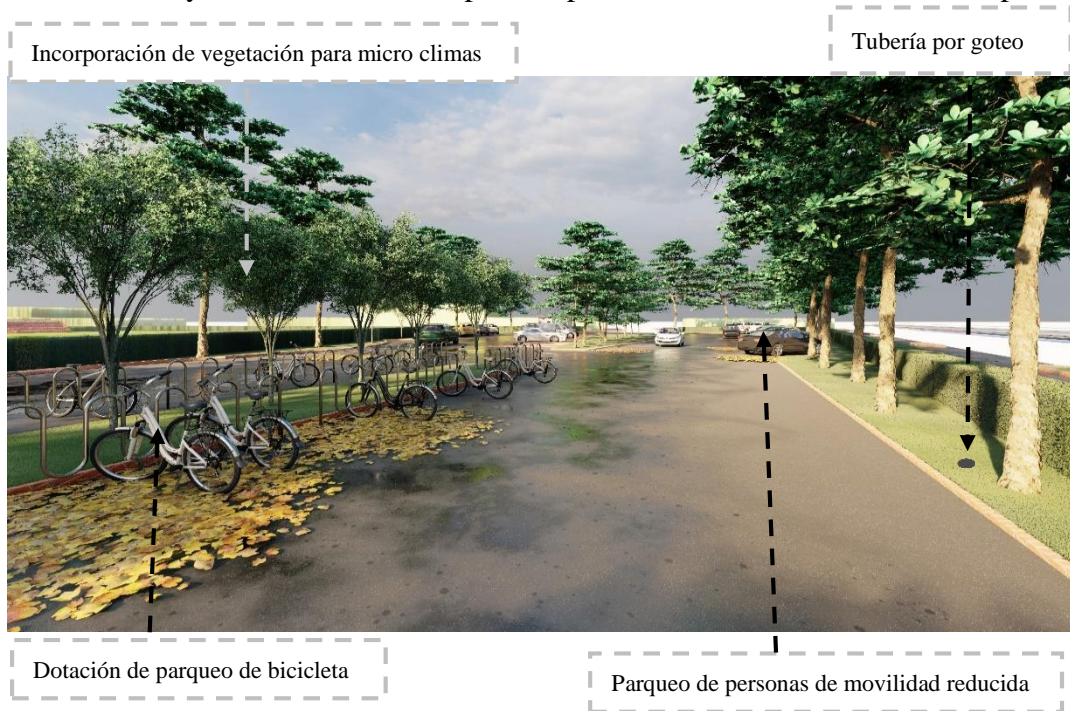 Incorporación de vegetación para micro climas
Tubería por goteo
Dotación de parqueo de bicicleta
Parqueo de personas de movilidad reducida